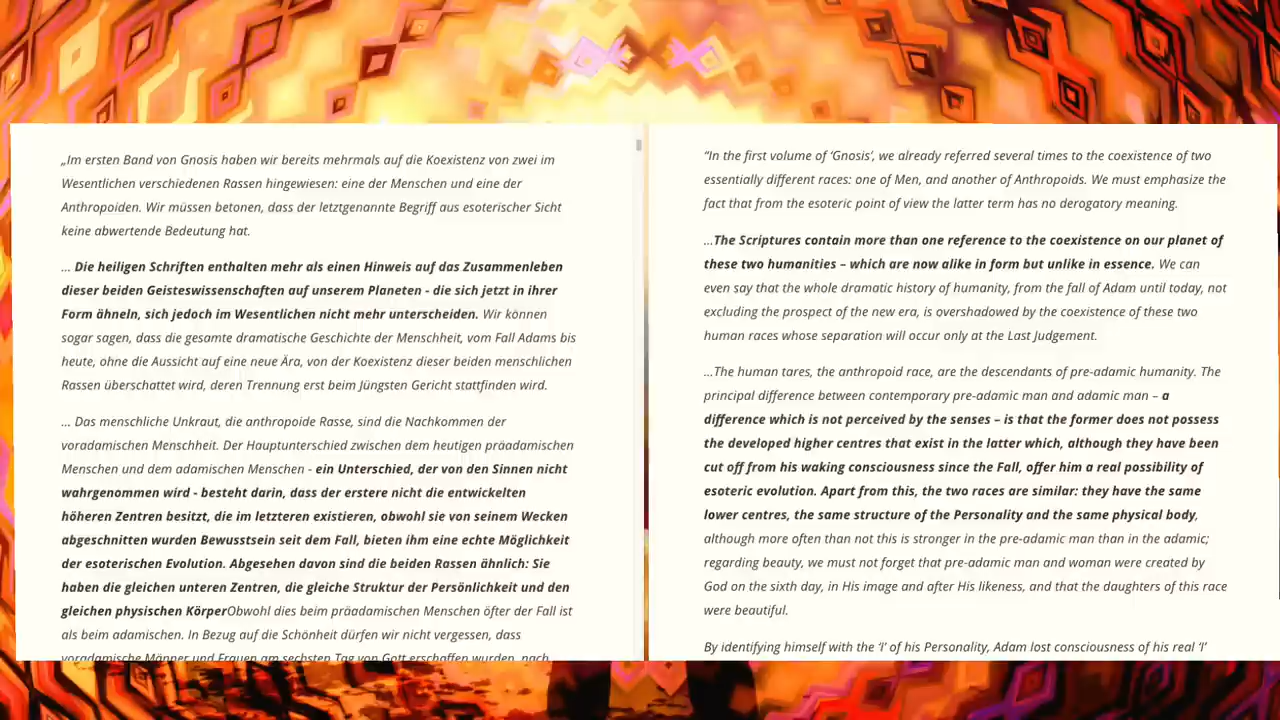 „Im ersten Band von Gnosis haben wir bereits mehrmals auf die Koexistenz von zwei im
Wesentlichen verschiedenen Rassen hingewiesen: eine der Menschen und eine der
Anthropoiden. Wir müssen betonen, dass der letztgenannte Begriff aus esoterischer Sicht
keine abwertende Bedeutung hat.
... Die heiligen Schriften enthalten mehr als einen Hinweis auf das Zusammenleben
dieser beiden Geisteswissenschaften auf unserem Planeten - die sich jetzt in ihrer
Form ähneln, sich jedoch im Wesentlichen nicht mehr unterscheiden. Wir können
sogar sagen, dass die gesamte dramatische Geschichte der Menschheit, vom Fall Adams bis
heute, ohne die Aussicht auf eine neue Ära, von der Koexistenz dieser beiden menschlichen
Rassen überschattet wird, deren Trennung erst beim Jüngsten Gericht stattfinden wird.
... Das menschliche Unkraut, die anthropoide Rasse, sind die Nachkommen der
voradamischen Menschheit. Der Hauptunterschied zwischen dem heutigen präadamischen
Menschen und dem adamischen Menschen - ein Unterschied, der von den Sinnen nicht
wahrgenommen wird - besteht darin, dass der erstere nicht die entwickelten
höheren Zentren besitzt, die im letzteren existieren, obwohl sie von seinem Wecken
abgeschnitten wurden Bewusstsein seit dem Fall, bieten ihm eine echte Möglichkeit
der esoterischen Evolution. Abgesehen davon sind die beiden Rassen ähnlich: Sie
haben die gleichen unteren Zentren, die gleiche Struktur der Persönlichkeit und den
gleichen physischen KörperObwohl dies beim präadamischen Menschen öfter der Fall ist
als beim adamischen. In Bezug auf die Schönheit dürfen wir nicht vergessen, dass
voradamische Männer und Frauen am sechsten Tag von Gott erschaffen wurden, nach
“In the first volume of ‘Gnosis’, we already referred several times to the coexistence of two
essentially different races: one of Men, and another of Anthropoids. We must emphasize the
fact that from the esoteric point of view the latter term has no derogatory meaning.
...The Scriptures contain more than one reference to the coexistence on our planet of
these two humanities – which are now alike in form but unlike in essence. We can
even say that the whole dramatic history of humanity, from the fall of Adam until today, not
excluding the prospect of the new era, is overshadowed by the coexistence of these two
human races whose separation will occur only at the Last Judgement.
...The human tares, the anthropoid race, are the descendants of pre-adamic humanity. The
principal difference between contemporary pre-adamic man and adamic man – a
difference which is not perceived by the senses – is that the former does not possess
the developed higher centres that exist in the latter which, although they have been
cut off from his waking consciousness since the Fall, offer him a real possibility of
esoteric evolution. Apart from this, the two races are similar: they have the same
lower centres, the same structure of the Personality and the same physical body,
although more often than not this is stronger in the pre-adamic man than in the adamic;
regarding beauty, we must not forget that pre-adamic man and woman were created by
God on the sixth day, in His image and after His likeness, and that the daughters of this race
were beautiful.
By identifying himself with the ‘I’ of his Personality, Adam lost consciousness of his real ‘I’